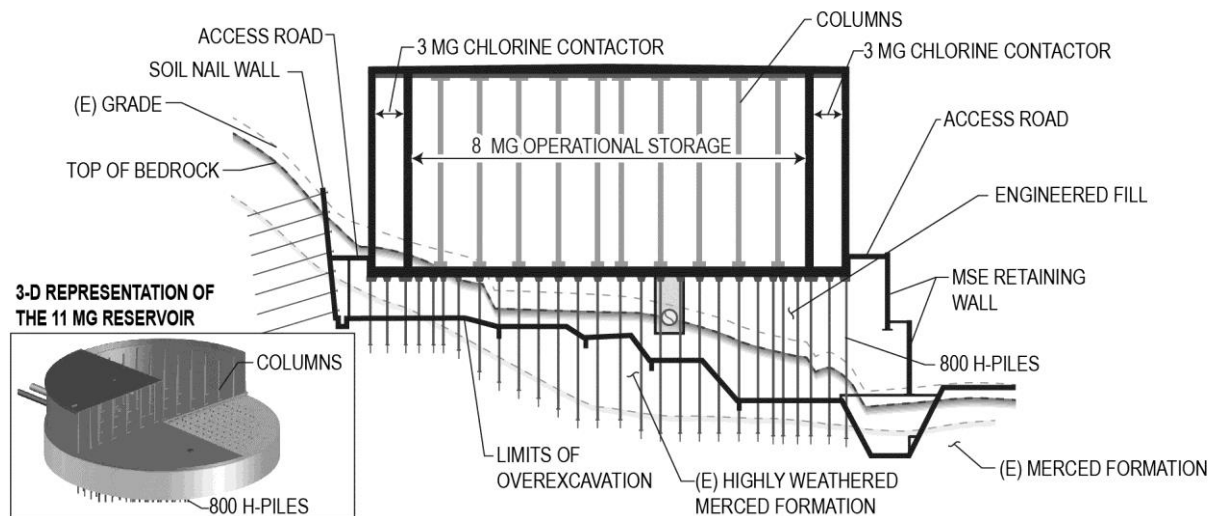 COLUMNS
3 MG CHLORINE CONTACTOR
3 MG CHLORINE CONTACTOR
ACCESS ROAD
SOIL NAIL WALL
(E) GRADE
TOP OF BEDROCK
8 MG OPERATIONAL STORAGE
ACCESS ROAD
ENGINEERED FILL
MSE RETAINING
WALL
3-D REPRESENTATION OF
THE 11 MG RESERVOIR
COLUMNS
800 H-PILES
800 H-PILES
LIMITS OF
OVEREXCAVATION
(E) HIGHLY WEATHERED
MERCED FORMATION
(E) MERCED FORMATION